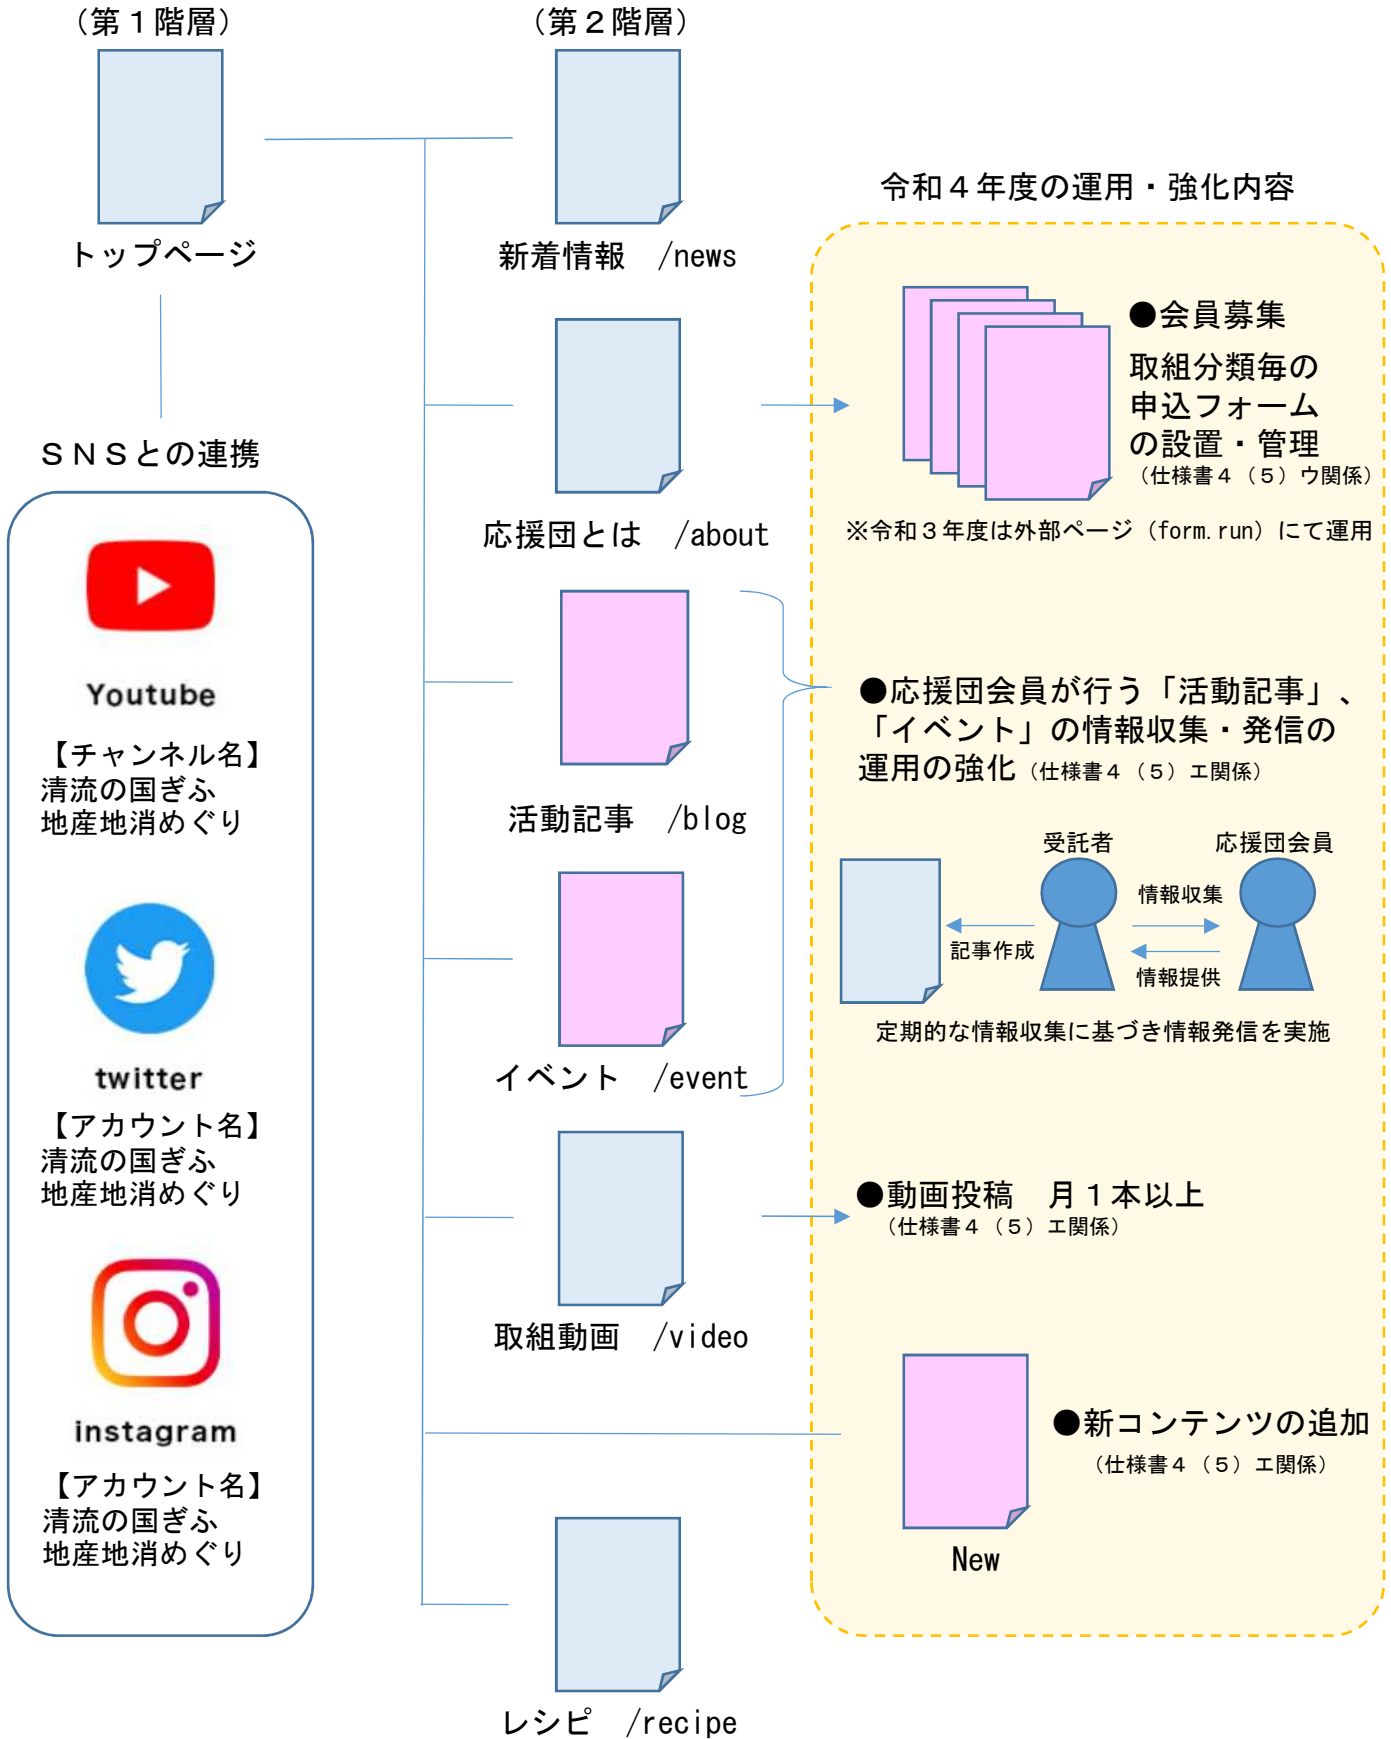 （第１階層）
トップページ
ＳＮＳとの連携
Youtube
【チャンネル名】
清流の国ぎふ
地産地消めぐり
twitter
【アカウント名】
清流の国ぎふ
地産地消めぐり
instagram
【アカウント名】
清流の国ぎふ
地産地消めぐり
（第２階層）
新着情報　/news
応援団とは　/about
活動記事　/blog
イベント　/event
取組動画　/video
レシピ　/recipe
令和４年度の運用・強化内容
●会員募集
取組分類毎の
申込フォーム
の設置・管理
（仕様書４（５）ウ関係）
※令和３年度は外部ページ（form.run）にて運用
●応援団会員が行う「活動記事」、
「イベント」の情報収集・発信の
運用の強化（仕様書４（５）エ関係）
受託者
応援団会員
情報収集
記事作成
情報提供
定期的な情報収集に基づき情報発信を実施
●動画投稿　月１本以上
（仕様書４（５）エ関係）
●新コンテンツの追加
（仕様書４（５）エ関係）
New